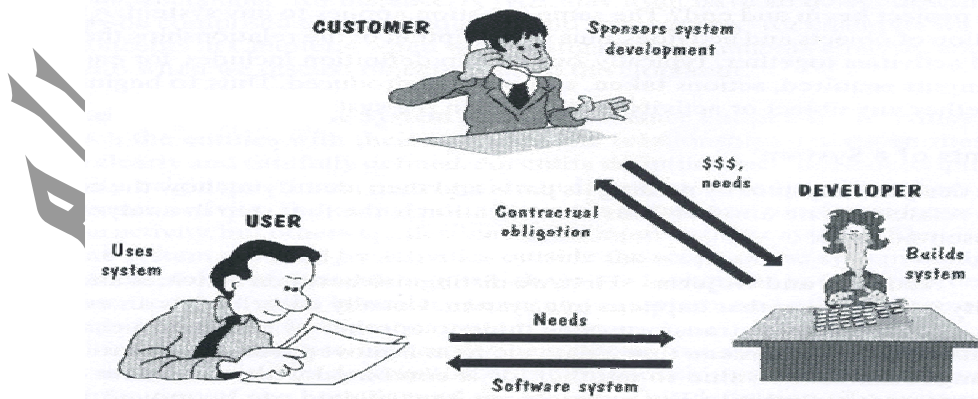 CUSTOMER
Sponsors system
development
$$$,
needs
DEVELOPER
Contractual
obligation
USER
Uses
system
Builds
system
Needs
Software system